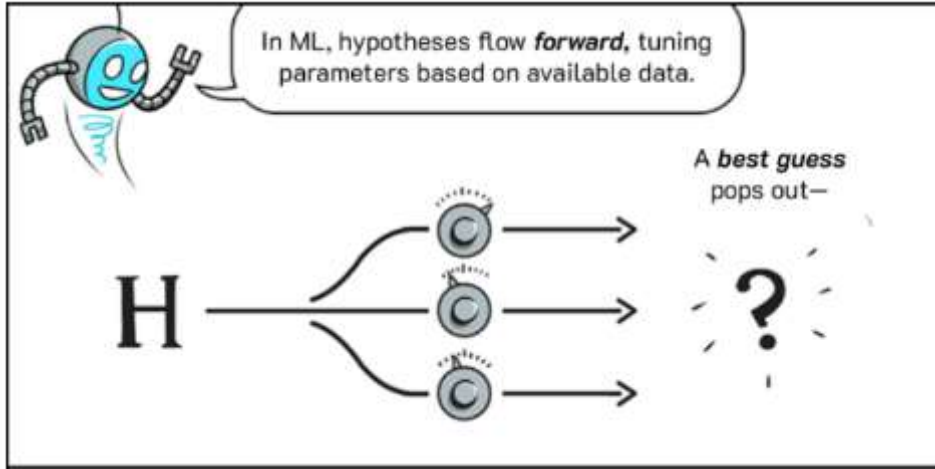 In ML, hypotheses flow forward, tuning
parameters based on available data.
A best guess
pops out—
H
?